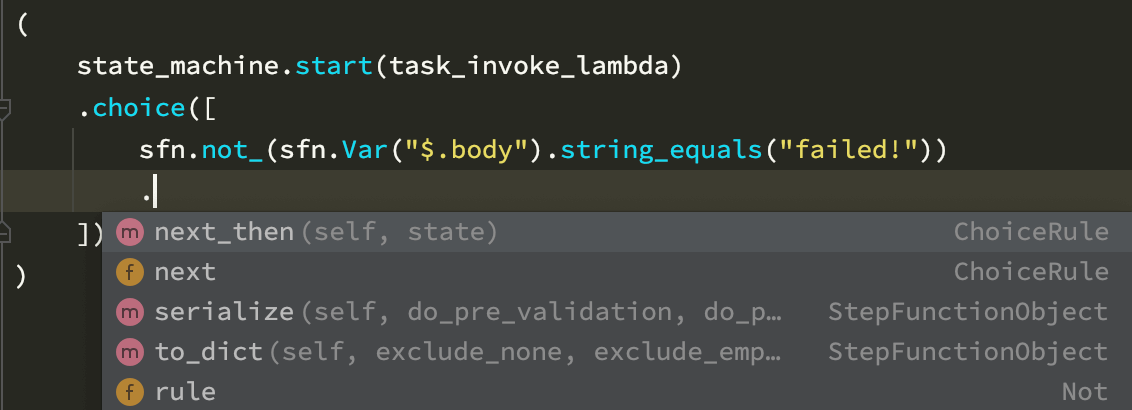 (
state_machine.start(task_invoke_lambda)
.choice([
sfn.not_(sfn.Var("$.body").string_equals("failed!"))
.
])
m next_then(self, state) ChoiceRule
)
f next ChoiceRule
m serialize(self, do_pre_validation, do_p… StepFunctionObject
m to_dict(self, exclude_none, exclude_emp… StepFunctionObject
f rule Not